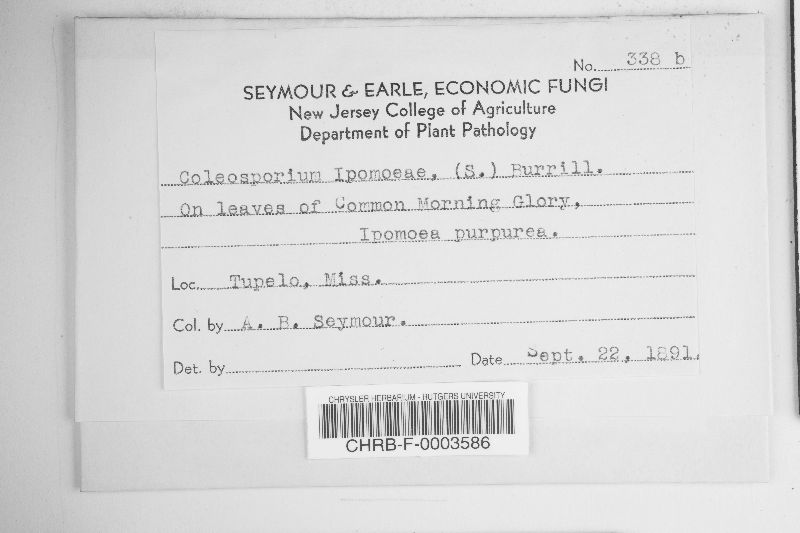 No. 338 b
SEYMOUR & EARLE, ECONOMIC FUNGI
New Jersey College of Agriculture
Department of Plant Pathology
Coleosporium Ipomoeae, (S.) Burrill.
On leaves of Common Morning Glory,
Ipomoea purpurea.
Loc. Tupelo, Miss.
Col. by A. B. Seymour.
Det. by
Date Sept. 22, 1891.
CHRYSLER HERBARIUM - RUTGERS UNIVERSITY
CHRB-F-0003586